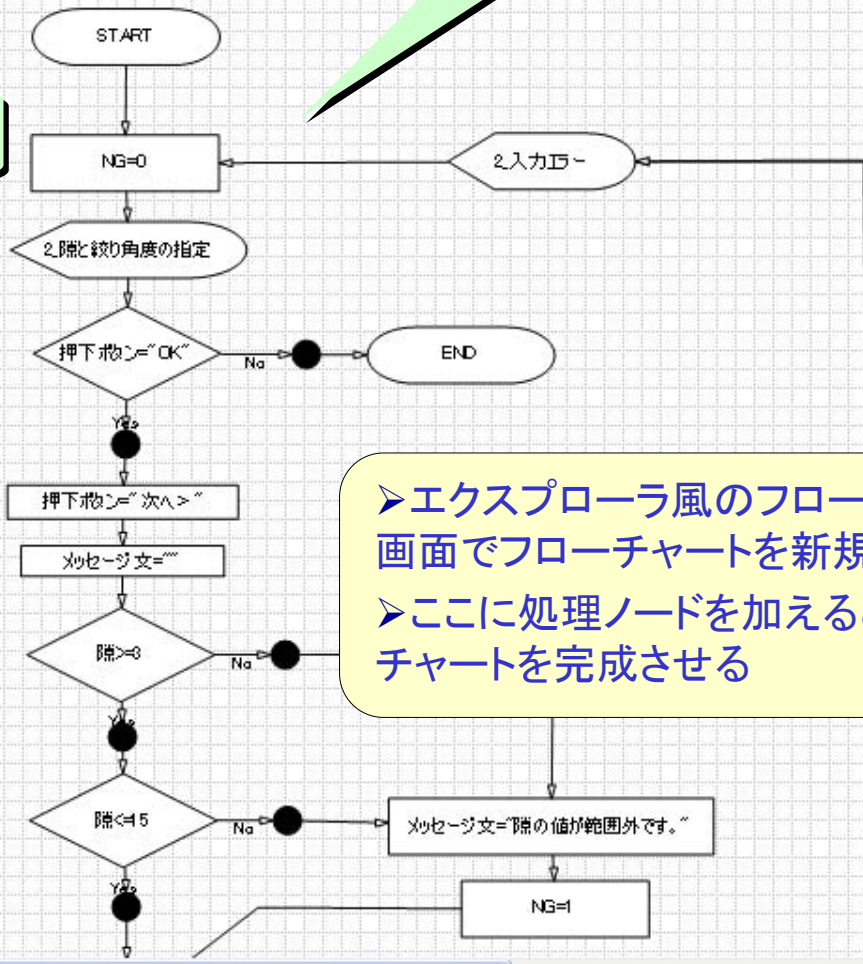 START
NG=0
2_入力エラー
2_隙と絞り角度の指定
押下ボタン="OK"
No
END
Yes
押下ボタン="次へ>"
メッセージ文=""
➢エクスプローラ風のフロー
画面でフローチャートを新規
➢ここに処理ノードを加える
チャートを完成させる
隙>=3
No
Yes
隙<=15
No
メッセージ文="隙の値が範囲外です。"
Yes
NG=1